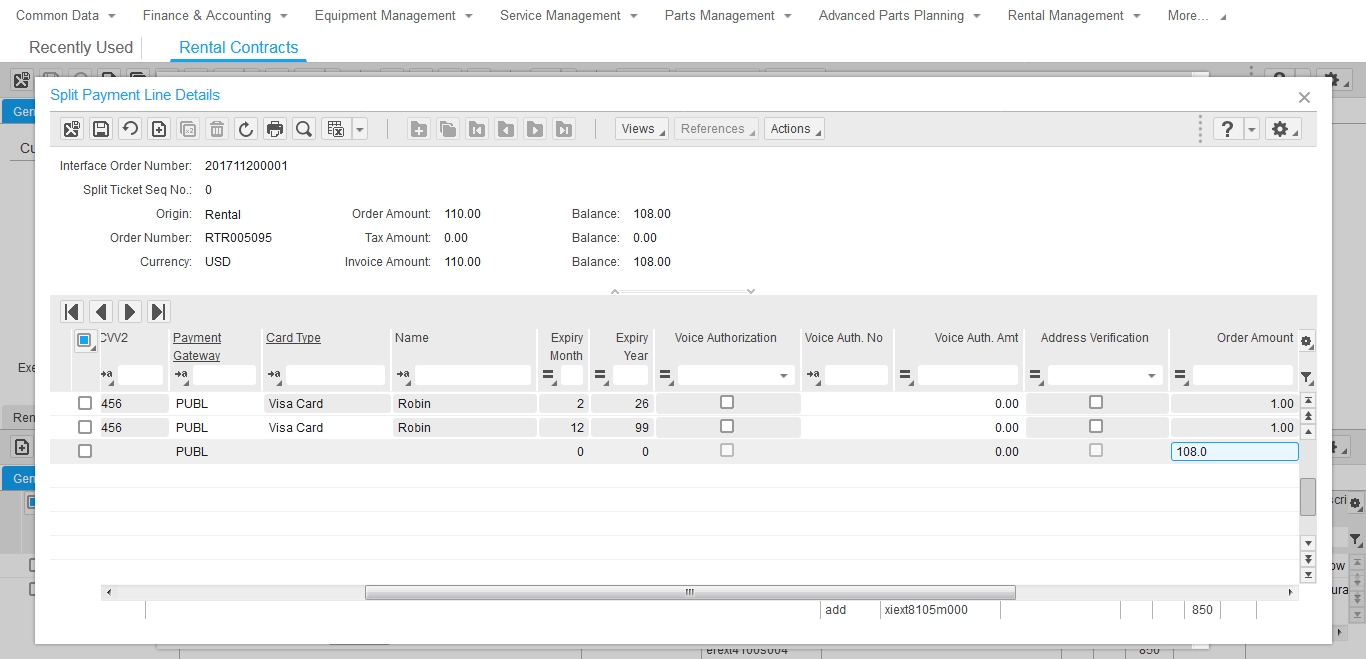 Common Data Finance & Accounting Equipment Management Service Management Parts Management Advanced Parts Planning Rental Management More...
Recently Used Rental Contracts
Split Payment Line Details
Gen
Views References Actions ?
Cu
Interface Order Number: 201711200001
Split Ticket Seq No.: 0
Origin: Rental Order Amount: 110.00 Balance: 108.00
Order Number: RTR005095 Tax Amount: 0.00 Balance: 0.00
Currency: USD Invoice Amount: 110.00 Balance: 108.00
CVV2 Payment Gateway Card Type Name Expiry Month Expiry Year Voice Authorization Voice Auth. No Voice Auth. Amt Address Verification Order Amount
Exe
456 PUBL Visa Card Robin 2 26 0.00 1.00
Ren
456 PUBL Visa Card Robin 12 99 0.00 1.00
PUBL 0 0 0.00 108.0
Gen
scri
ow
ura
add xiext8105m000 850
erext4100s004 850